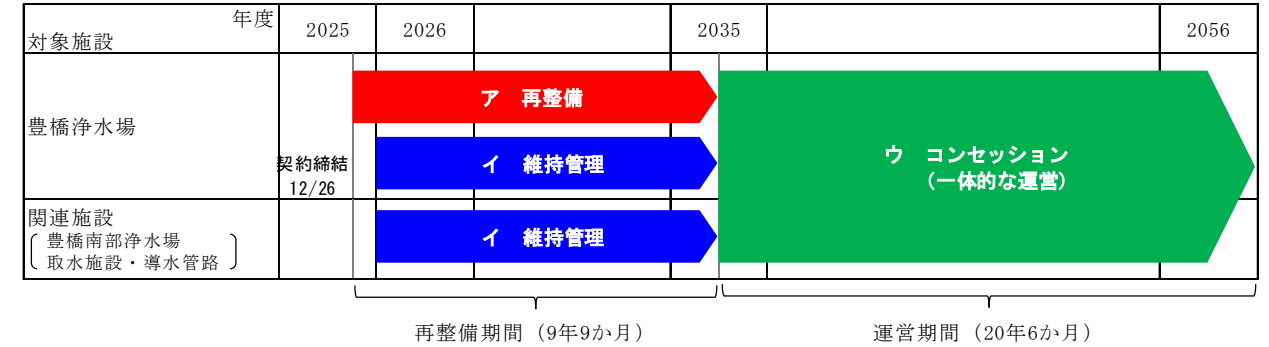 年度
対象施設
2025
2026
2035
2056
豊橋浄水場
ア 再整備
イ 維持管理
ウ コンセッション
(一体的な運営)
契約締結
12/26
関連施設
豊橋南部浄水場
取水施設・導水管路
イ 維持管理
再整備期間（9年9か月）
運営期間（20年6か月）